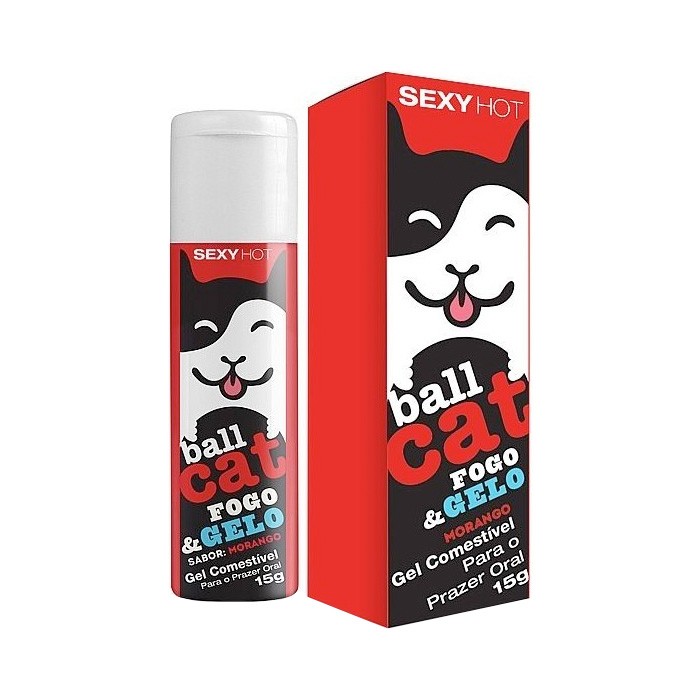 SEXY HOT
ball
cat
FOGO
& GELO
SABOR: MORANGO
Gel Comestível
Para o Prazer Oral
15g
SEXY HOT
ball
cat
FOGO
& GELO
MORANGO
Gel Comestível
Para o
Prazer Oral
15g